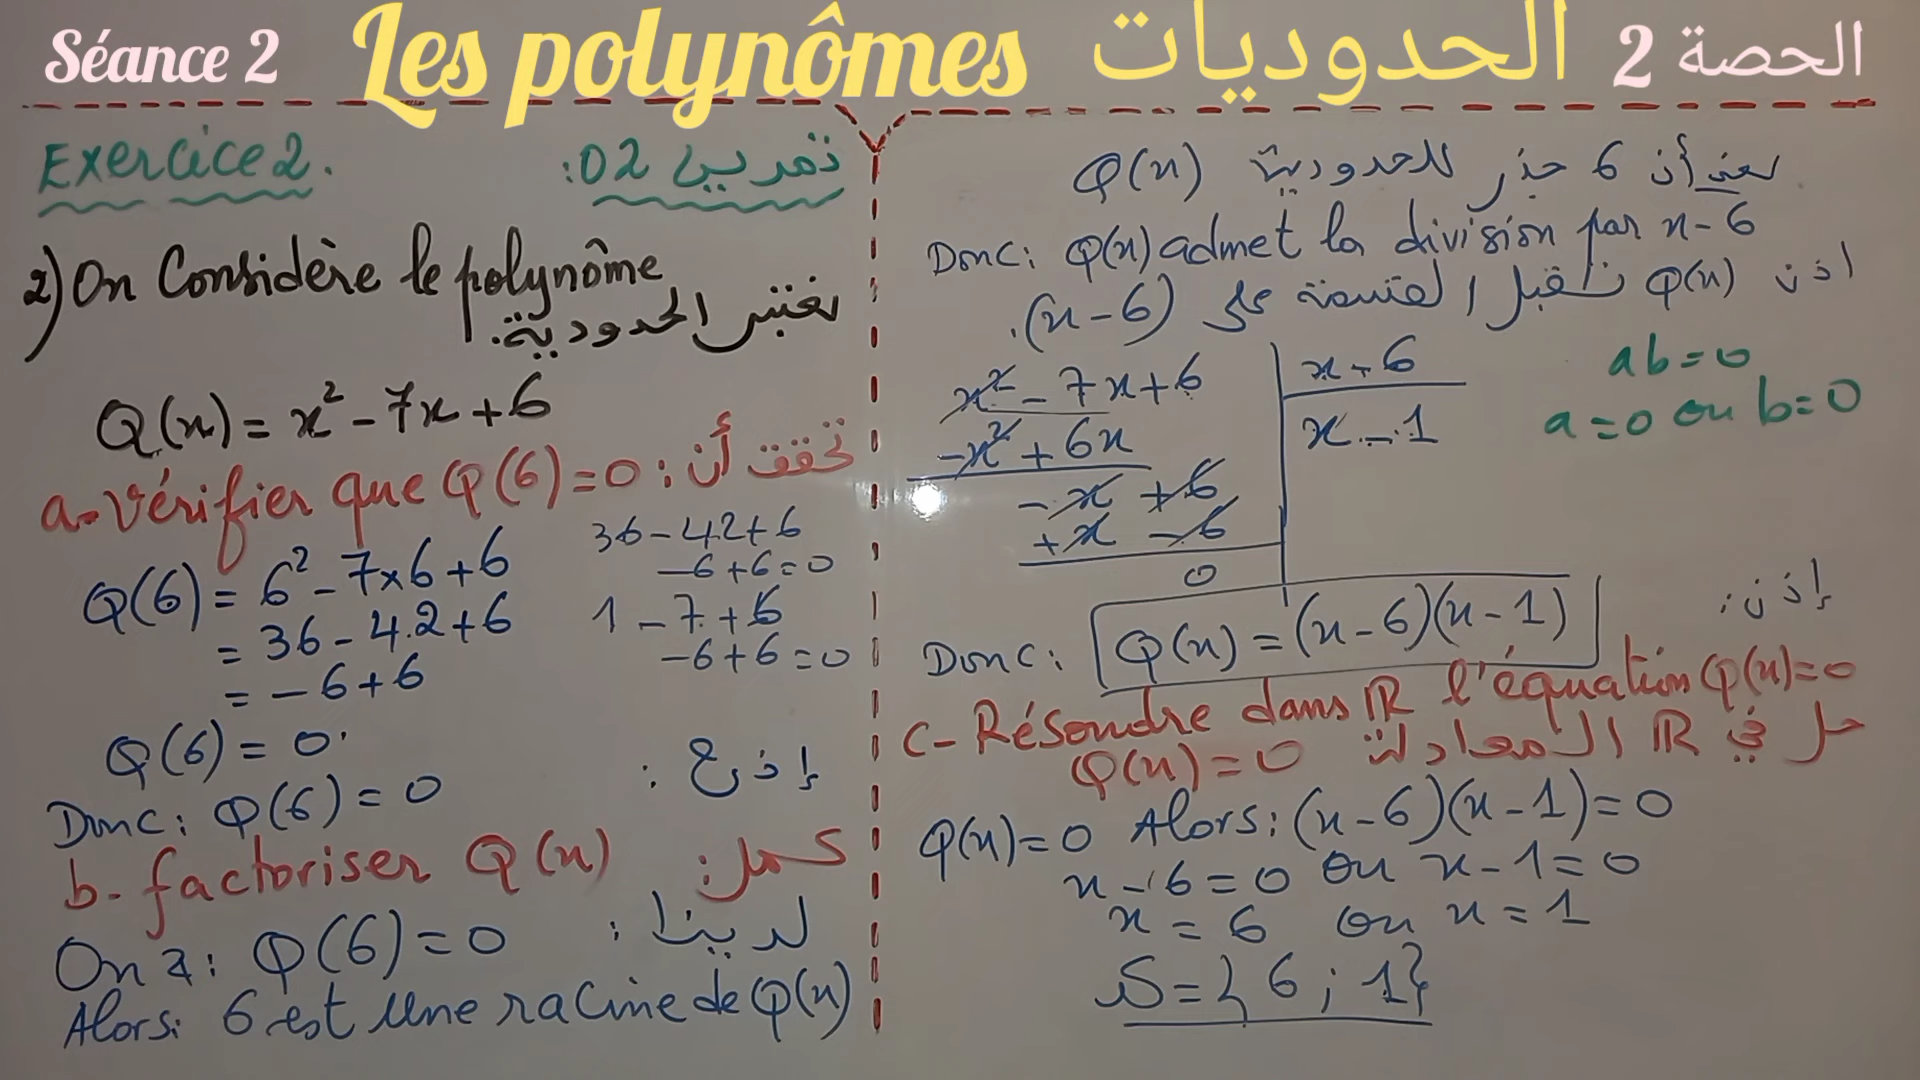 Séance 2 Les polynômes الحدوديات الحصة 2
Exercice 2. تمرين 02:
2) On Considère le polynôme
نعتبر الحدودية.
Q(x) = x² - 7x + 6
a- Vérifier que Q(6) = 0 : تحقق أن
Q(6) = 6² - 7×6 + 6
= 36 - 42 + 6
= -6 + 6
Q(6) = 0
36 - 42 + 6
-6 + 6 = 0
1 - 7 + 6
-6 + 6 = 0
Donc: Q(6) = 0 إذن :
b- factoriser Q(x) عمل:
On a: Q(6) = 0 لدينا :
Alors: 6 est une racine de Q(x)
يعني أن 6 جذر للحدودية Q(x)
Donc: Q(x) admet la division par x - 6
اذن Q(x) تقبل القسمة على (x - 6).
x² - 7x + 6 | x - 6
-x² + 6x | x - 1
-x + 6
+x - 6
0
ab = 0
a = 0 ou b = 0
Donc: Q(x) = (x - 6)(x - 1) إذن :
C- Résoudre dans ℝ l'équation Q(x) = 0
حل في ℝ المعادلة Q(x) = 0
Q(x) = 0 Alors: (x - 6)(x - 1) = 0
x - 6 = 0 ou x - 1 = 0
x = 6 ou x = 1
S = { 6 ; 1 }